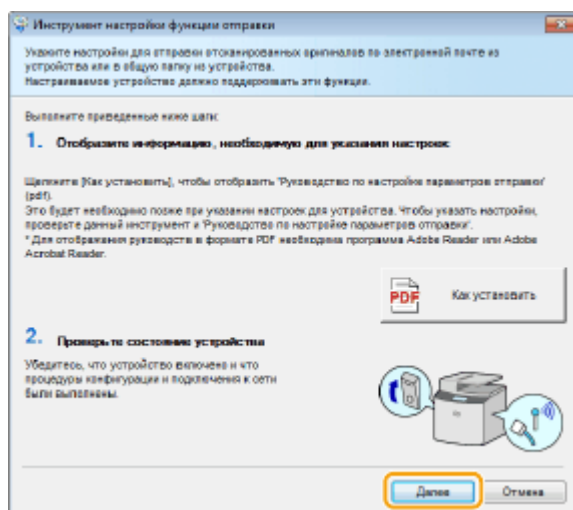 Инструмент настройки функции отправки
Укажите настройки для отправки отсканированных оригиналов по электронной почте из
устройства или в общую папку из устройства.
Настраиваемое устройство должно поддерживать эти функции.
Выполните приведенные ниже шаги:
1. Отобразите информацию, необходимую для указания настроек
Щелкните [Как установить], чтобы отобразить 'Руководство по настройке параметров отправки'
(pdf).
Это будет необходимо позже при указании настроек для устройства. Чтобы указать настройки,
проверьте данный инструмент и 'Руководство по настройке параметров отправки'.
* Для отображения руководств в формате PDF необходима программа Adobe Reader или Adobe
Acrobat Reader.
PDF Как установить
2. Проверьте состояние устройства
Убедитесь, что устройство включено и что
процедуры конфигурации и подключения к сети
были выполнены.
Далее Отмена